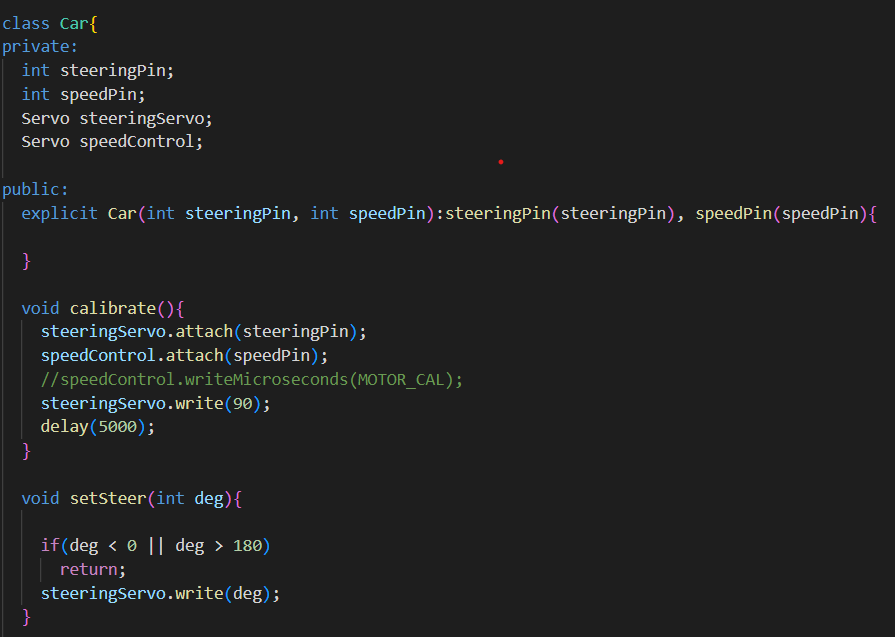 class Car{
private:
  int steeringPin;
  int speedPin;
  Servo steeringServo;
  Servo speedControl;

public:
  explicit Car(int steeringPin, int speedPin):steeringPin(steeringPin), speedPin(speedPin){

  }

  void calibrate(){
    steeringServo.attach(steeringPin);
    speedControl.attach(speedPin);
    //speedControl.writeMicroseconds(MOTOR_CAL);
    steeringServo.write(90);
    delay(5000);
  }

  void setSteer(int deg){

    if(deg < 0 || deg > 180)
      return;
    steeringServo.write(deg);
  }